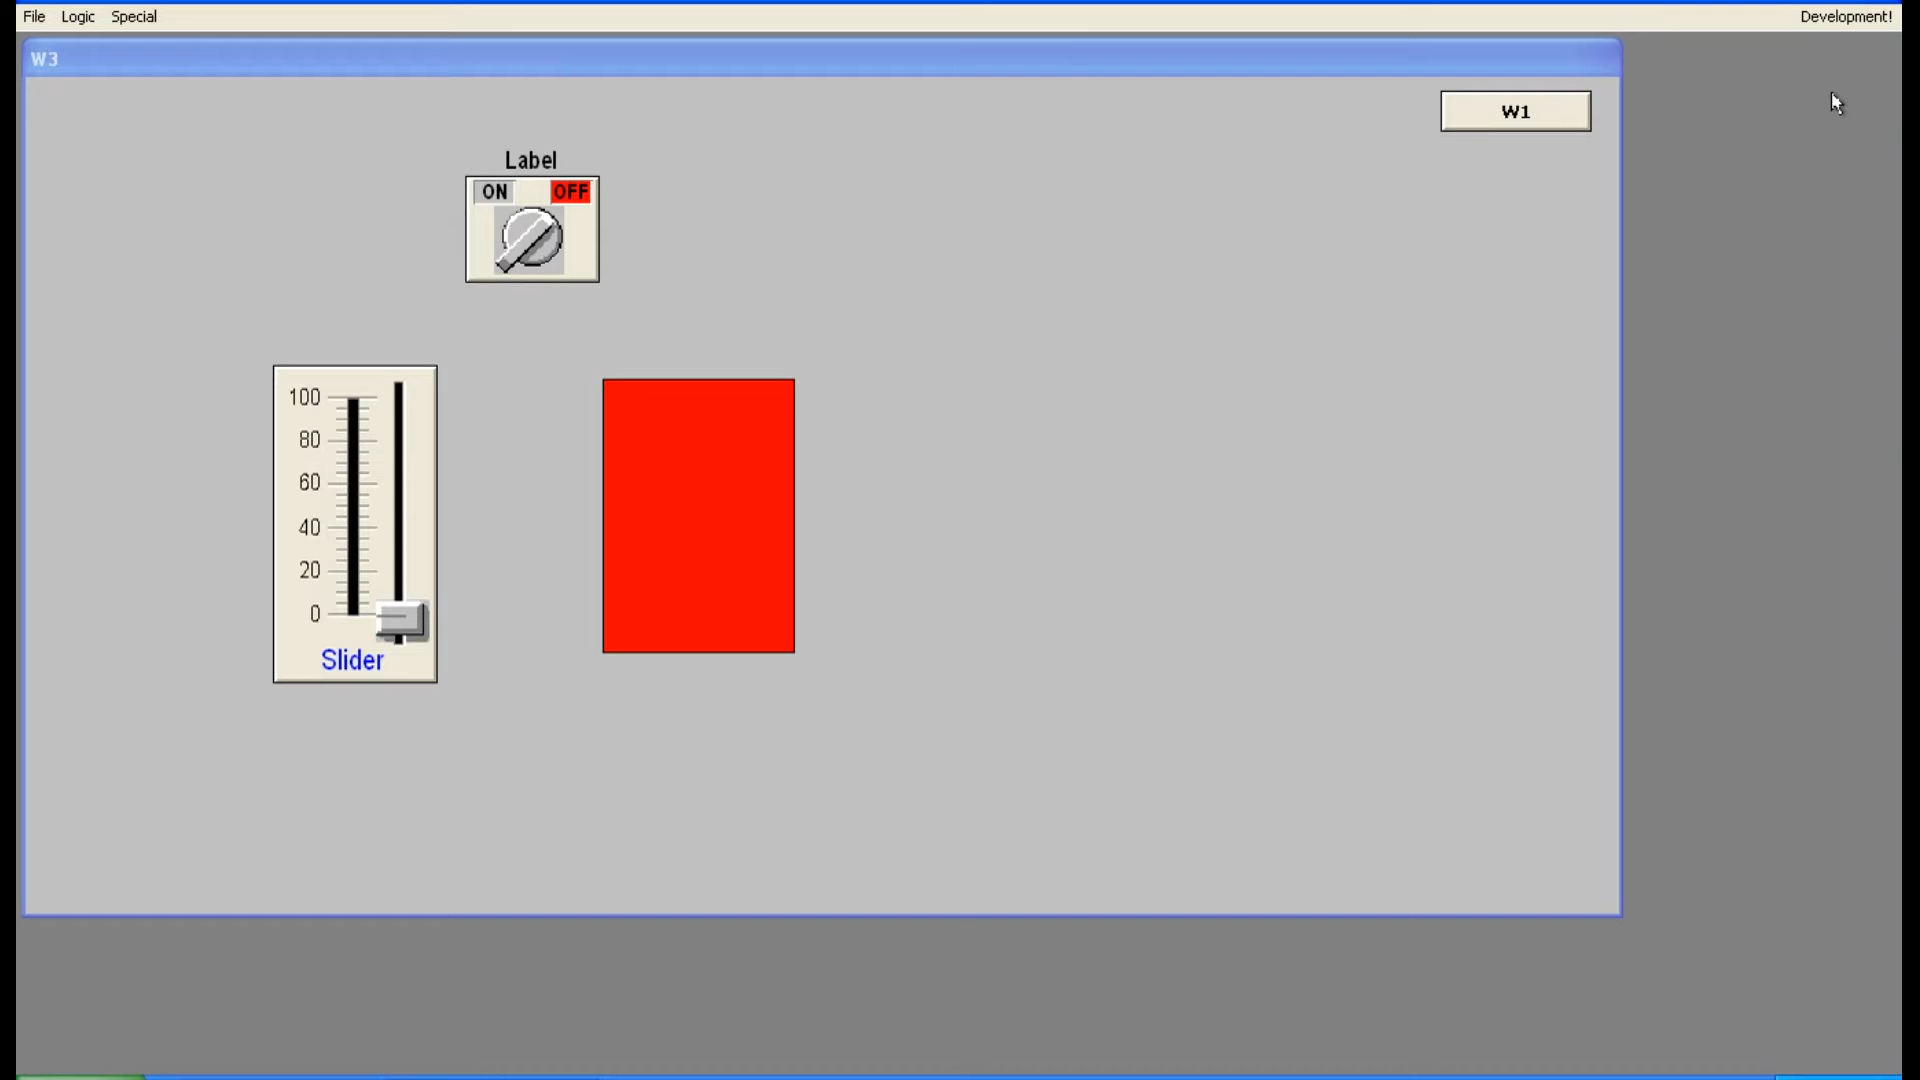 File Logic Special Development!
W3
W1
Label
ON OFF
100
80
60
40
20
0
Slider